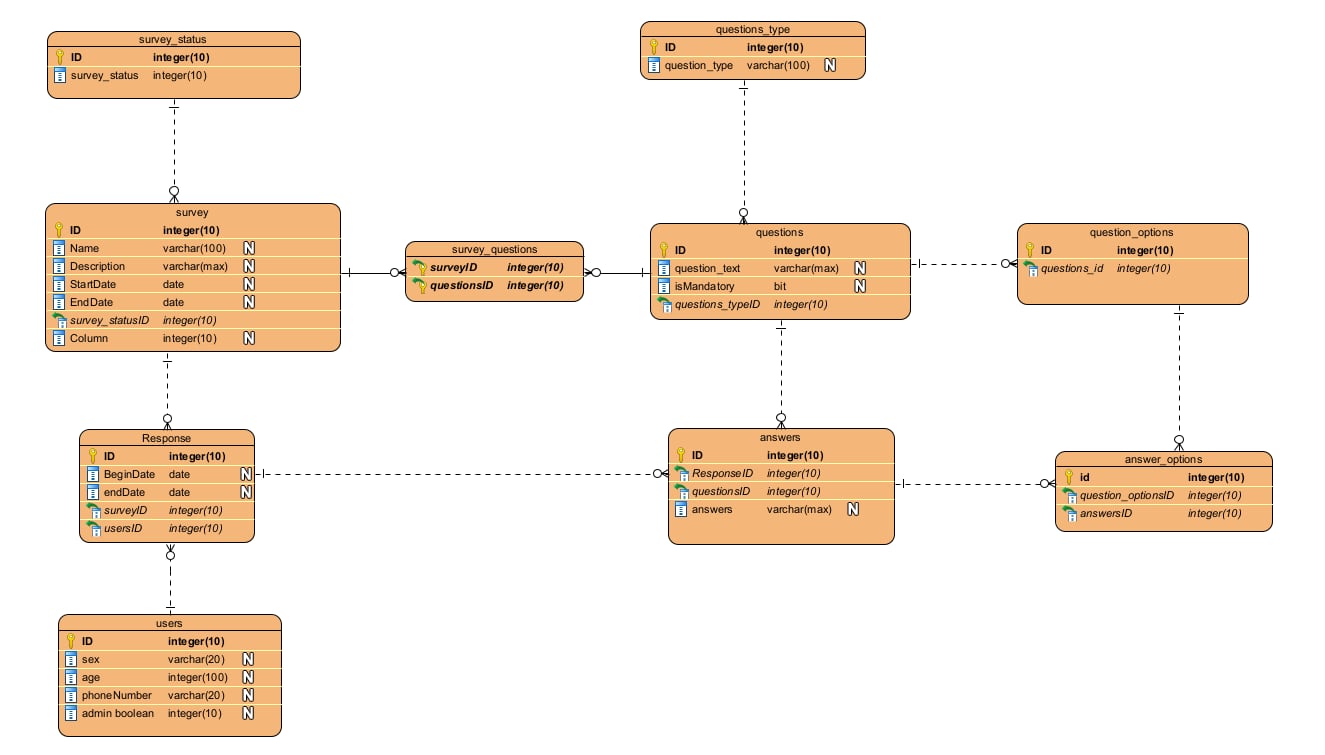 survey_status
ID integer(10)
survey_status integer(10)
questions_type
ID integer(10)
question_type varchar(100) N
survey
ID integer(10)
Name varchar(100) N
Description varchar(max) N
StartDate date N
EndDate date N
survey_statusID integer(10)
Column integer(10) N
survey_questions
surveyID integer(10)
questionsID integer(10)
questions
ID integer(10)
question_text varchar(max) N
isMandatory bit N
questions_typeID integer(10)
question_options
ID integer(10)
questions_id integer(10)
Response
ID integer(10)
BeginDate date N
endDate date N
surveyID integer(10)
usersID integer(10)
answers
ID integer(10)
ResponseID integer(10)
questionsID integer(10)
answers varchar(max) N
answer_options
id integer(10)
question_optionsID integer(10)
answersID integer(10)
users
ID integer(10)
sex varchar(20) N
age integer(100) N
phoneNumber varchar(20) N
admin boolean integer(10) N